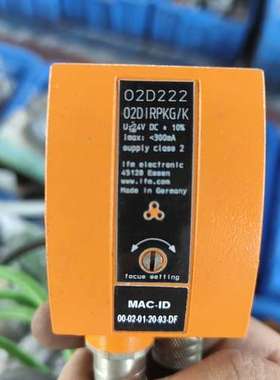 O2D222
O2DIRPKG/K
U: 24V DC ± 10%
Imax: <300mA
supply class 2
ifm electronic
45128 Essen
www.ifm.com
Made in Germany
focus setting
MAC-ID
00-02-01-20-93-DF